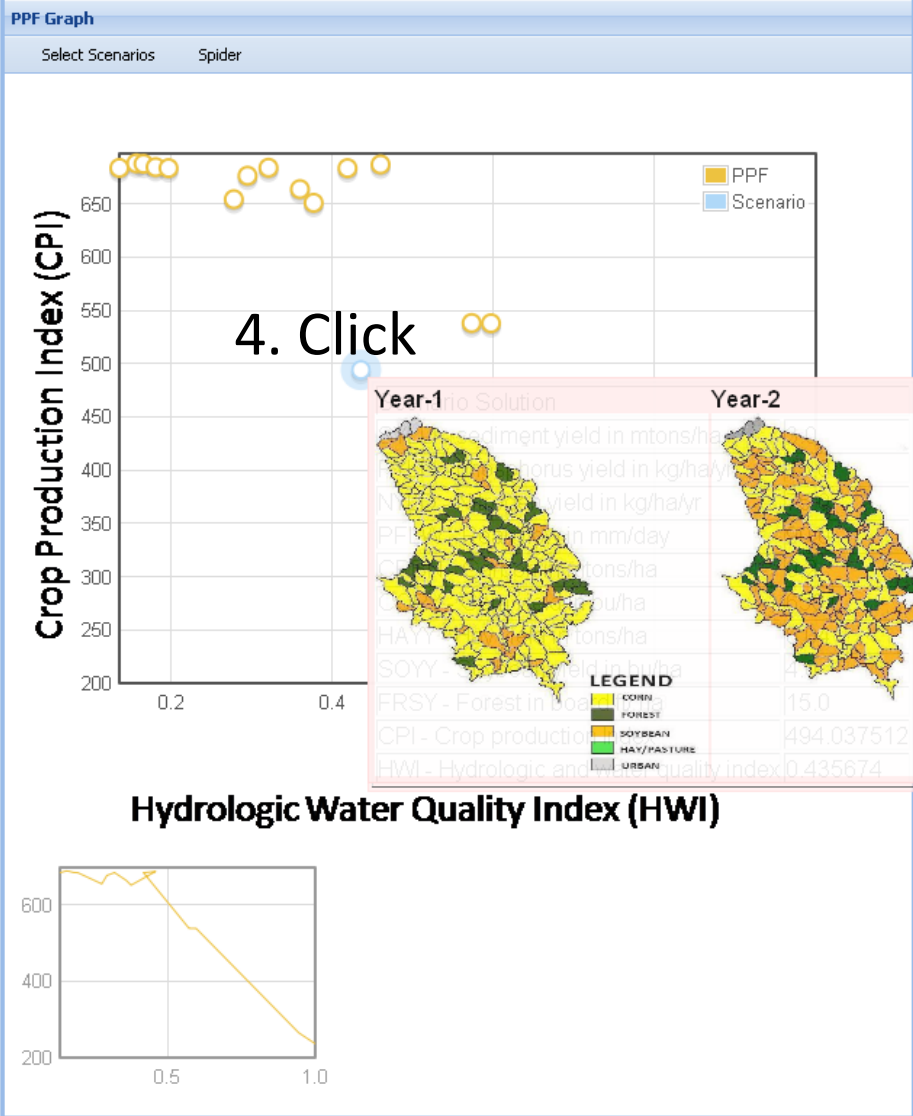 PPF Graph
Select Scenarios Spider
Crop Production Index (CPI)
650
600
550
500
450
400
350
300
250
200
0.2 0.4
PPF
Scenario
4. Click
Year-1 Year-2
Solution
sediment yield in mtons/ha
yield in kg/ha/yr
yield in kg/ha/yr
in mm/day
tons/ha
bu/ha
tons/ha
SOYY - yield in bu/ha
FRSY - Forest in 15.0
CPI - Crop production 494.037512
HWI - Hydrologic and water quality index 0.435674
LEGEND
CORN
FOREST
SOYBEAN
HAY/PASTURE
URBAN
Hydrologic Water Quality Index (HWI)
600
400
200
0.5 1.0